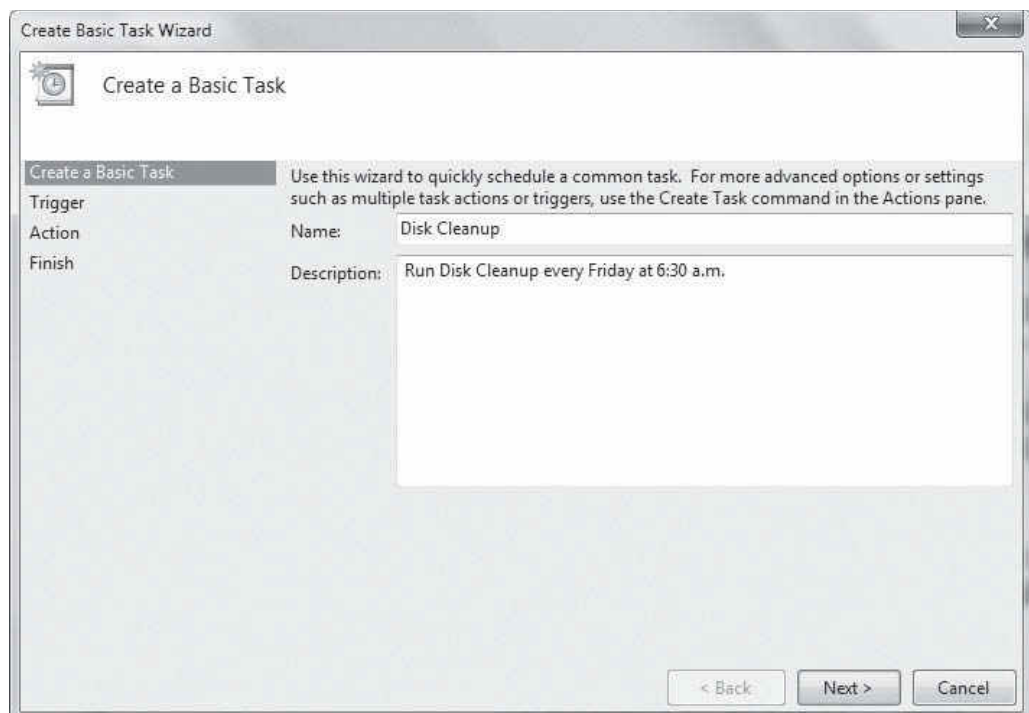 Create Basic Task Wizard
Create a Basic Task
Create a Basic Task
Trigger
Action
Finish
Use this wizard to quickly schedule a common task. For more advanced options or settings
such as multiple task actions or triggers, use the Create Task command in the Actions pane.
Name: Disk Cleanup
Description: Run Disk Cleanup every Friday at 6:30 a.m.
< Back Next > Cancel